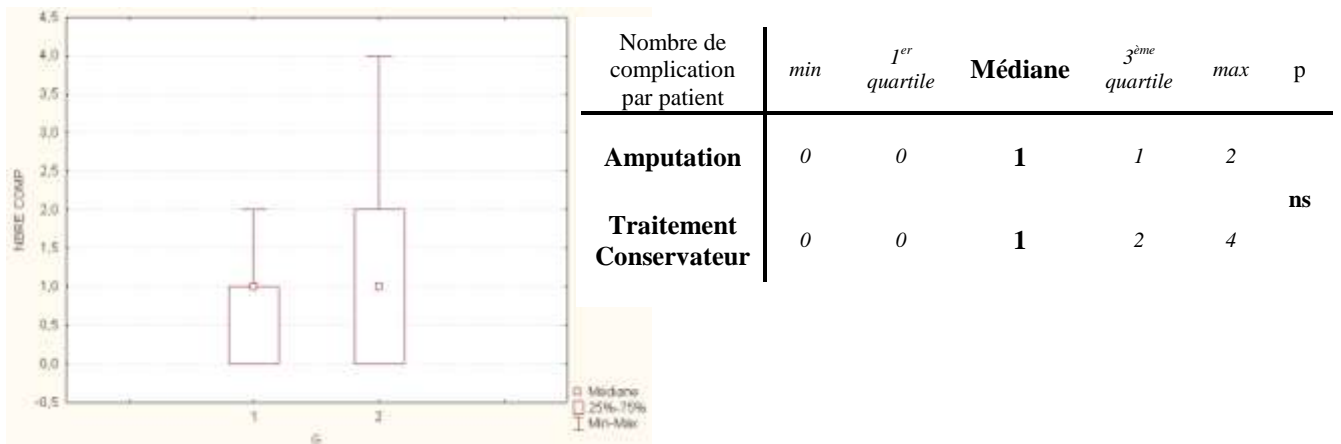 4,5
4,0
3,5
3,0
2,5
2,0
1,5
1,0
0,5
0,0
-0,5
NBRE COMP
1 2
G
Médiane
25%-75%
Min-Max
Nombre de
complication
par patient
min 1er quartile Médiane 3ème quartile max p
Amputation 0 0 1 1 2
ns
Traitement
Conservateur 0 0 1 2 4